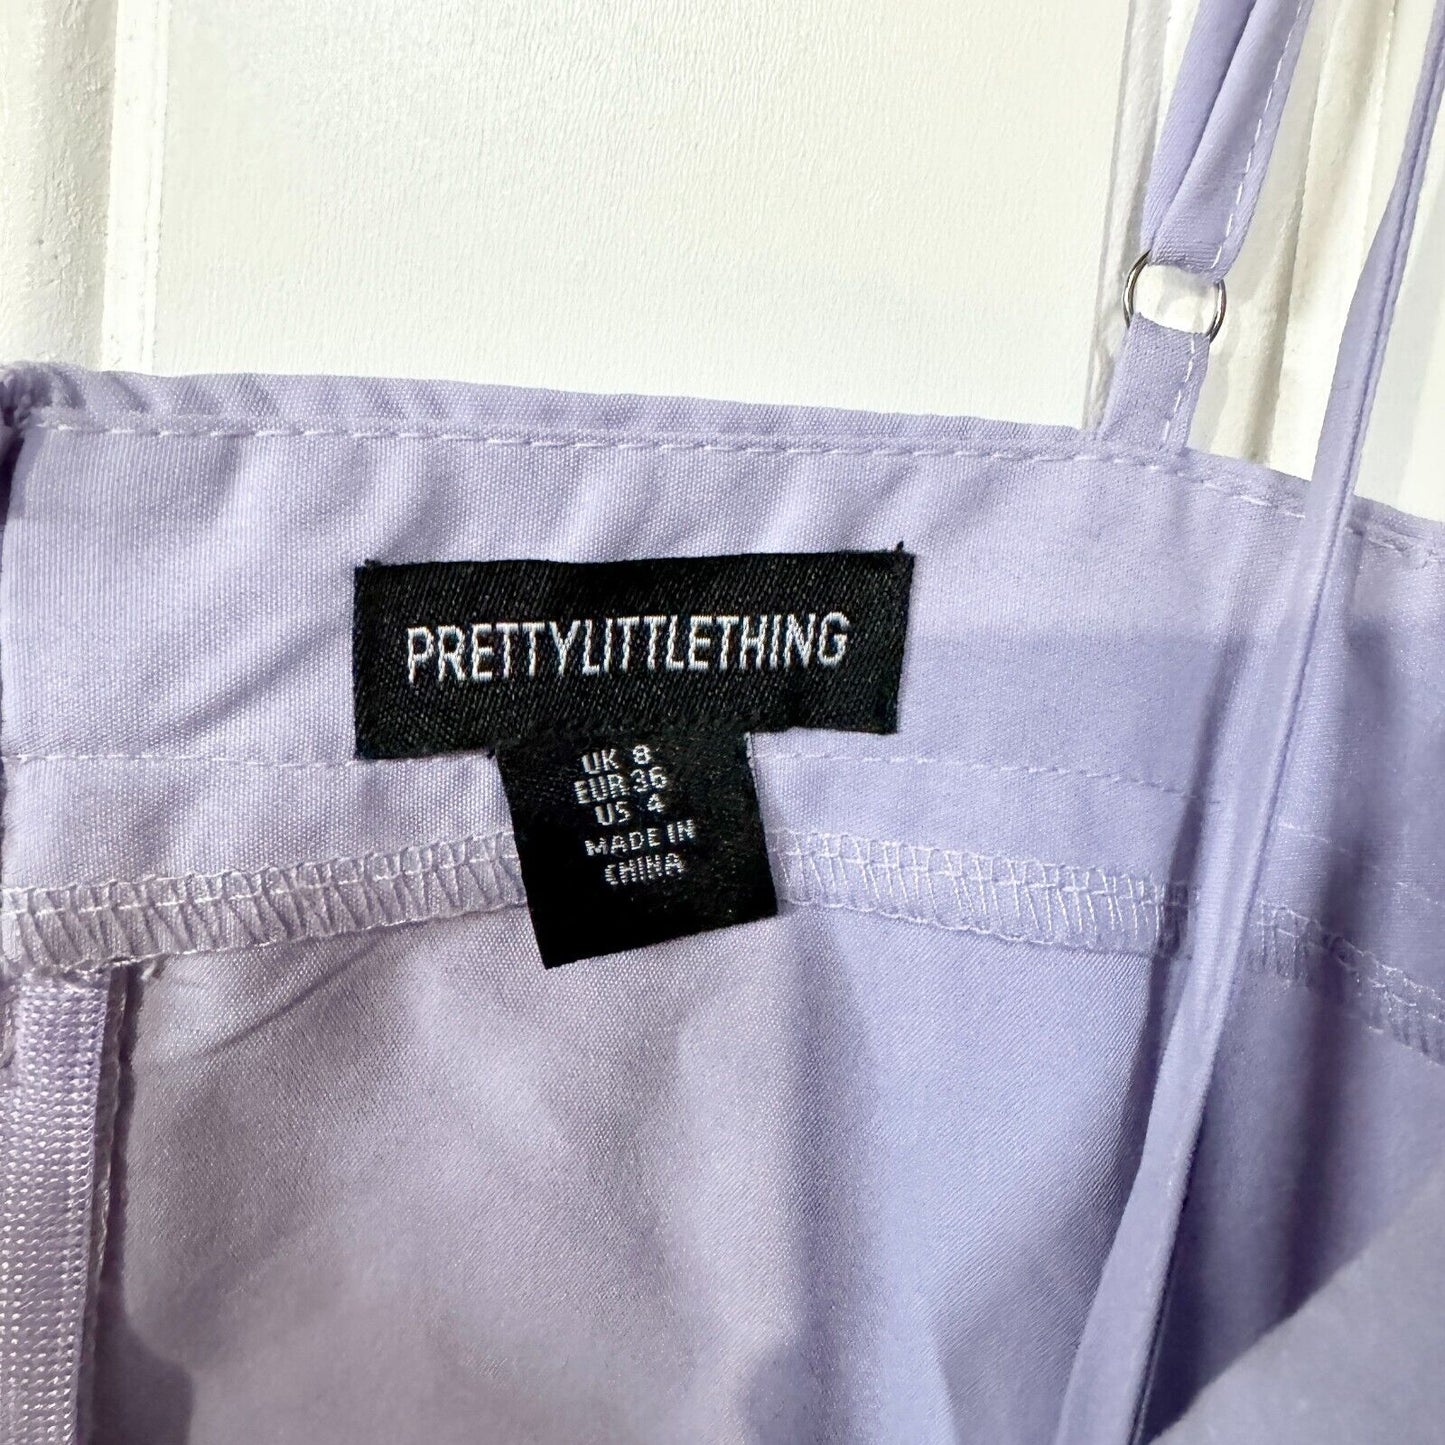 PRETTYLITTLETHING
UK 8
EUR 36
US 4
MADE IN
CHINA